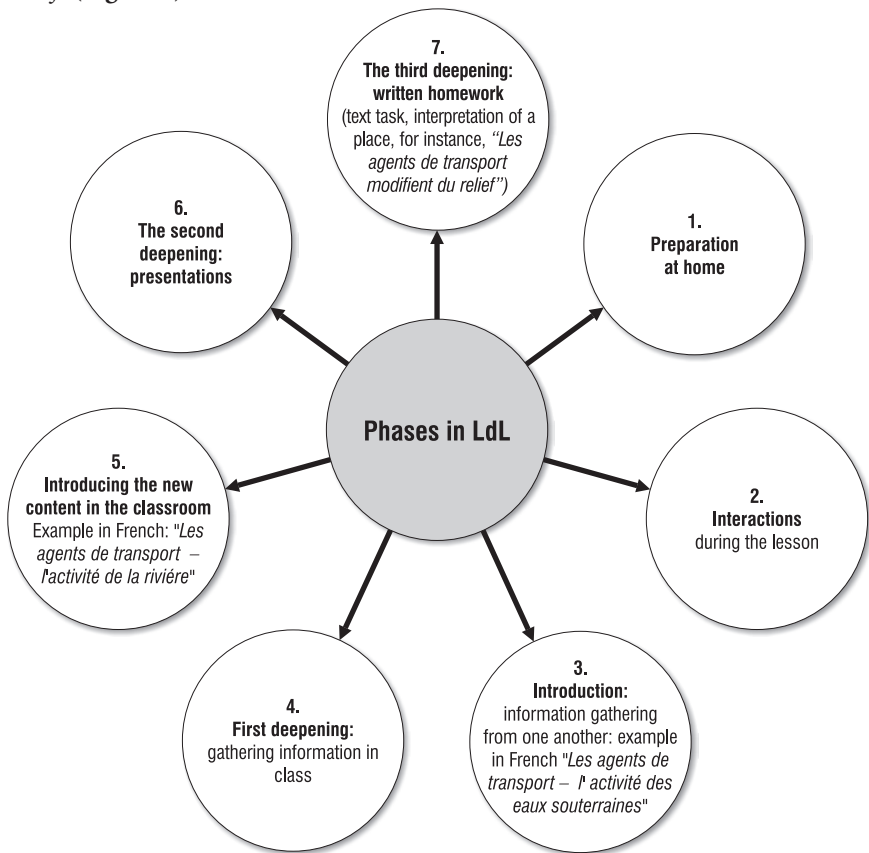 7.
The third deepening:
written homework
(text task, interpretation of a
place, for instance, “Les
agents de transport
modifient du relief”)
6.
The second
deepening:
presentations
1.
Preparation
at home
Phases in LdL
5.
Introducing the new
content in the classroom
Example in French: "Les
agents de transport –
l'activité de la riviére"
2.
Interactions
during the lesson
4.
First deepening:
gathering information in
class
3.
Introduction:
information gathering
from one another: example
in French "Les agents de
transport – l' activité des
eaux souterraines"